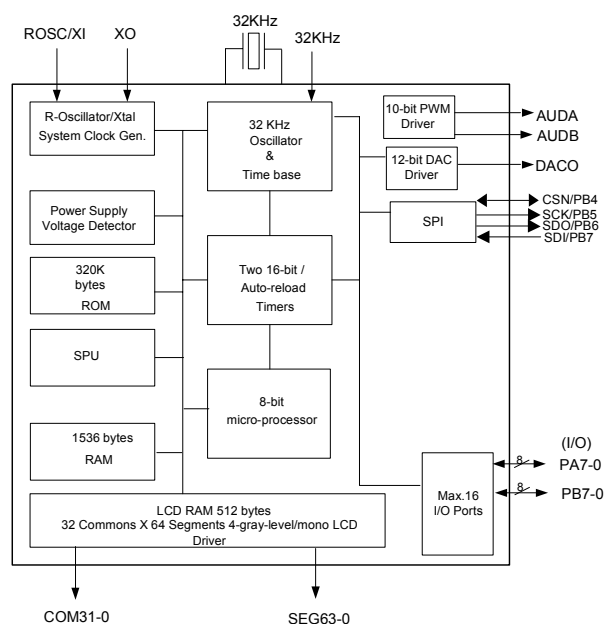 32KHz
ROSC/XI
XO
32KHz
R-Oscillator/Xtal
System Clock Gen.
32 KHz
Oscillator
&
Time base
10-bit PWM
Driver
AUDA
AUDB
12-bit DAC
Driver
DACO
Power Supply
Voltage Detector
SPI
CSN/PB4
SCK/PB5
SDO/PB6
SDI/PB7
320K
bytes
ROM
Two 16-bit /
Auto-reload
Timers
SPU
8-bit
micro-processor
1536 bytes
RAM
Max.16
I/O Ports
(I/O)
8
PA7-0
8
PB7-0
LCD RAM 512 bytes
32 Commons X 64 Segments 4-gray-level/mono LCD
Driver
COM31-0
SEG63-0